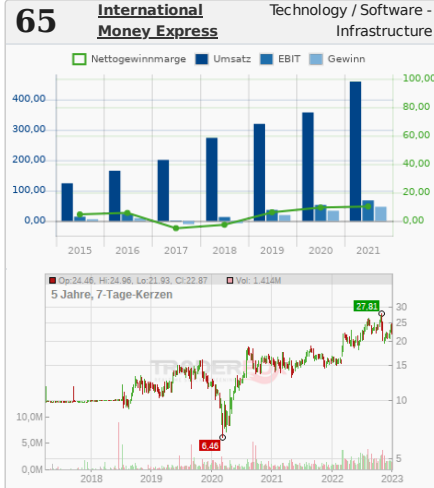 65
International
Money Express
Technology / Software -
Infrastructure
Nettogewinnmarge Umsatz EBIT Gewinn
100,00
400,00 80,00
300,00 60,00
200,00 40,00
100,00 20,00
0,00 0,00
2015 2016 2017 2018 2019 2020 2021
Op:24.46, Hi:24.96, Lo:21.93, Cl:22.87 Vol: 1.414M
5 Jahre, 7-Tage-Kerzen
27.81
30
25
20
15
10
10,0M
6.46
5,0M
5
0,0M
2018 2019 2020 2021 2022 2023